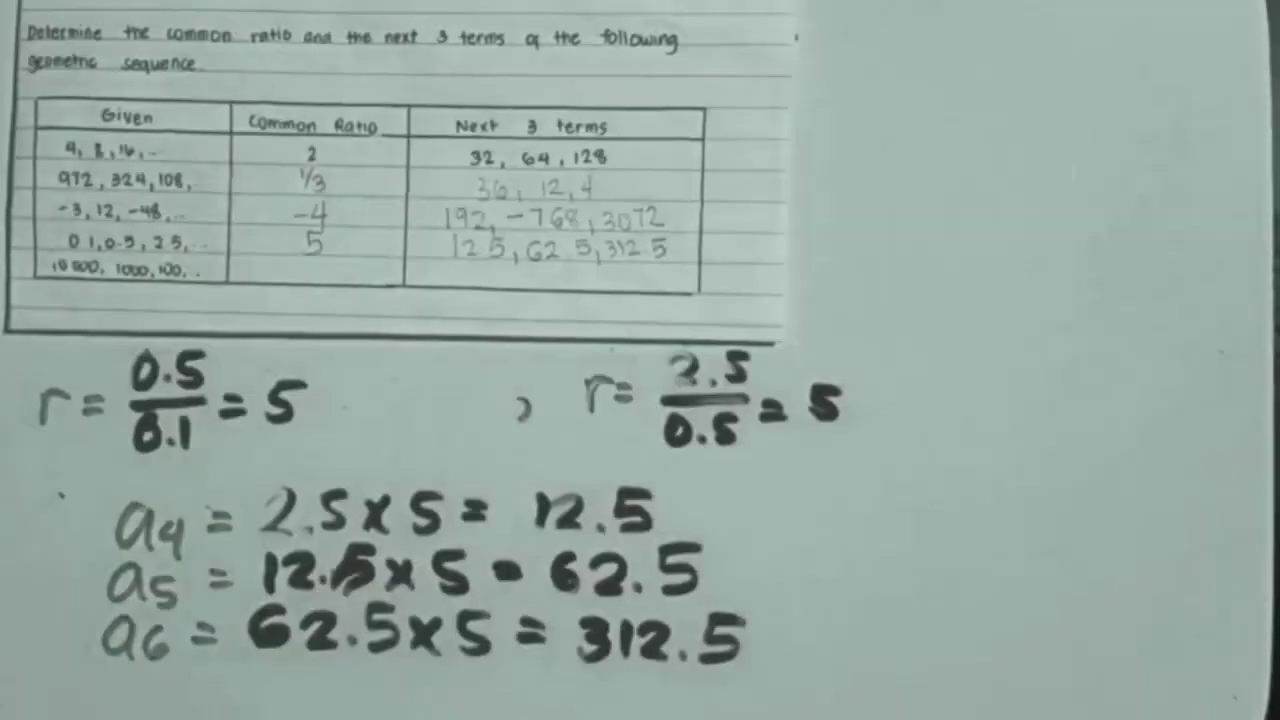 Determine the common ratio and the next 3 terms of the following
geometric sequence.
Given Common Ratio Next 3 terms
4, 8, 16, .. 2 32, 64, 128
972, 324, 108, 1/3 36, 12, 4
-3, 12, -48, .. -4 192, -768, 3072
0.1, 0.5, 2.5, .. 5 12.5, 62.5, 312.5
10 000, 1000, 100, ..
r = 0.5/0.1 = 5 , r = 2.5/0.5 = 5
a4 = 2.5 x 5 = 12.5
a5 = 12.5 x 5 = 62.5
a6 = 62.5 x 5 = 312.5